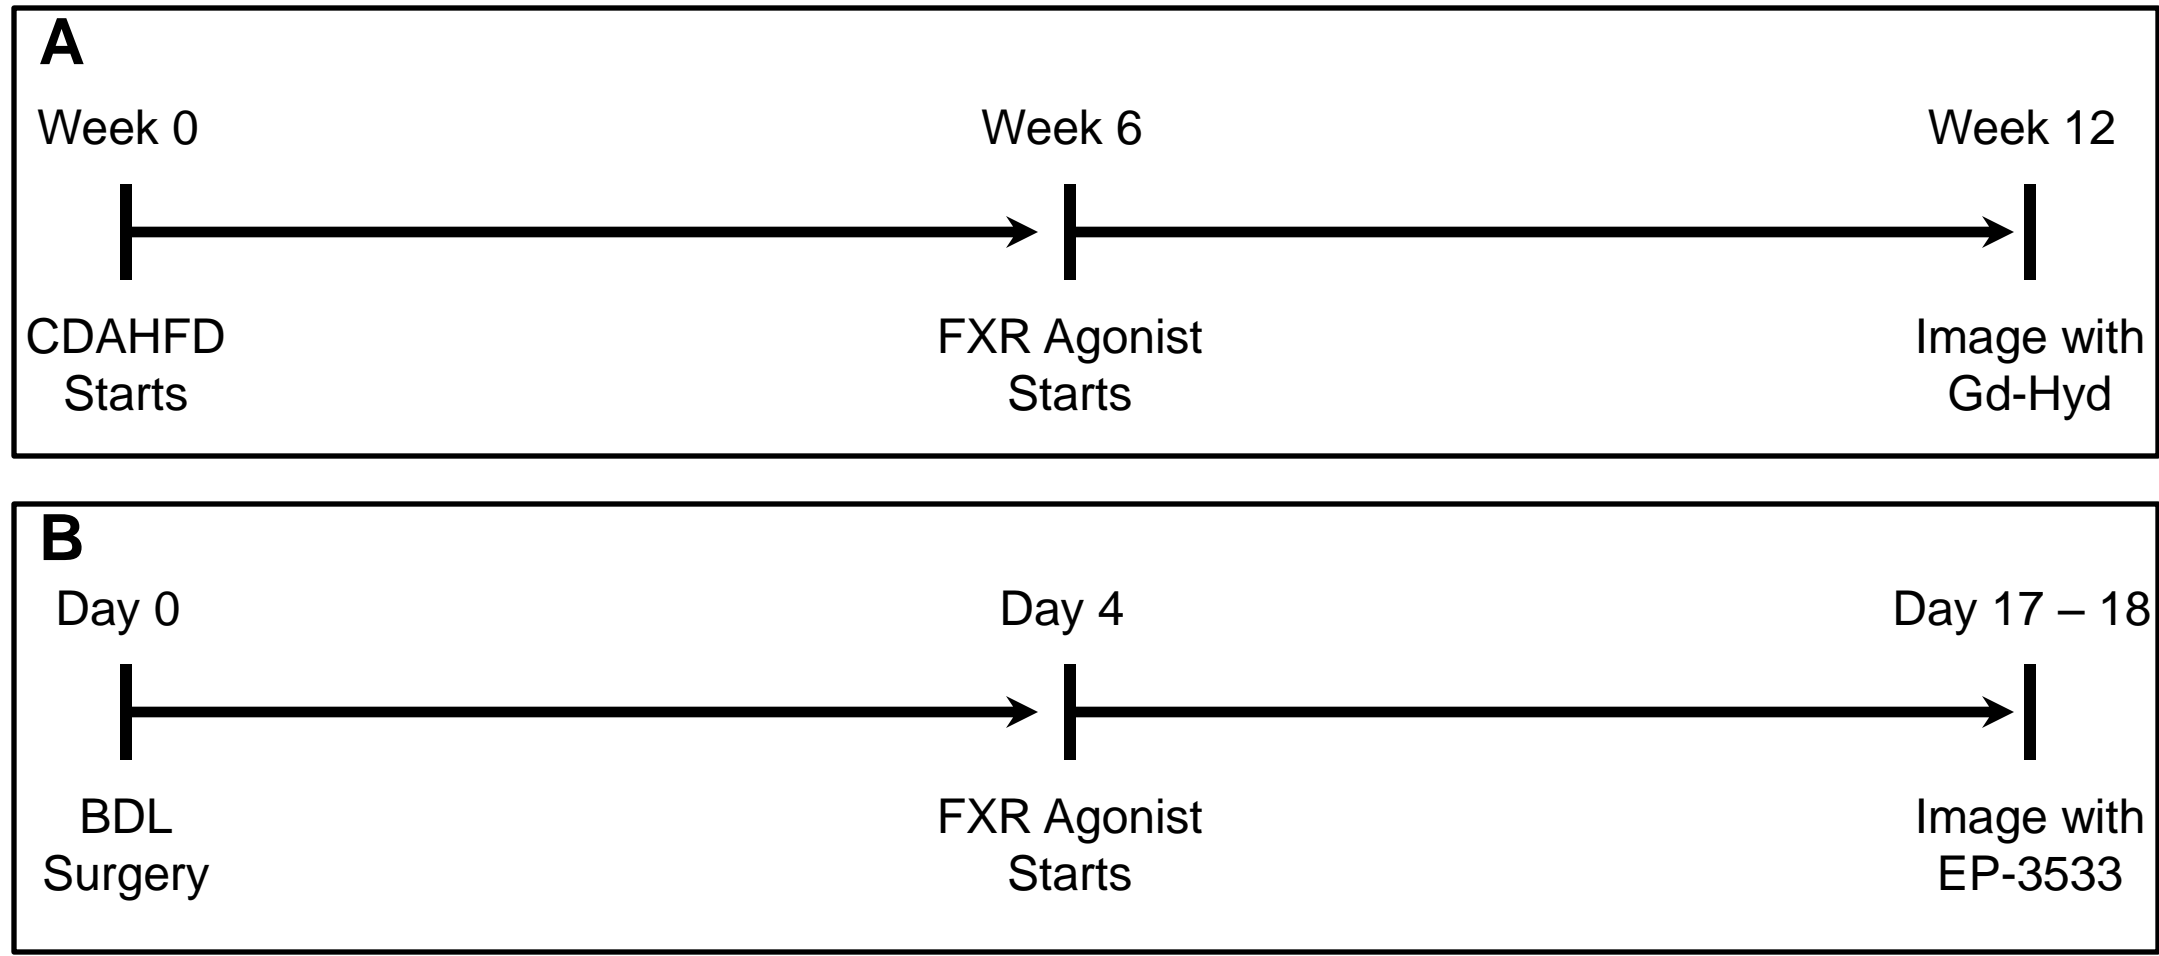 A
Week 0
Week 6
Week 12
CDAHFD
Starts
FXR Agonist
Starts
Image with
Gd-Hyd
B
Day 0
Day 4
Day 17 – 18
BDL
Surgery
FXR Agonist
Starts
Image with
EP-3533